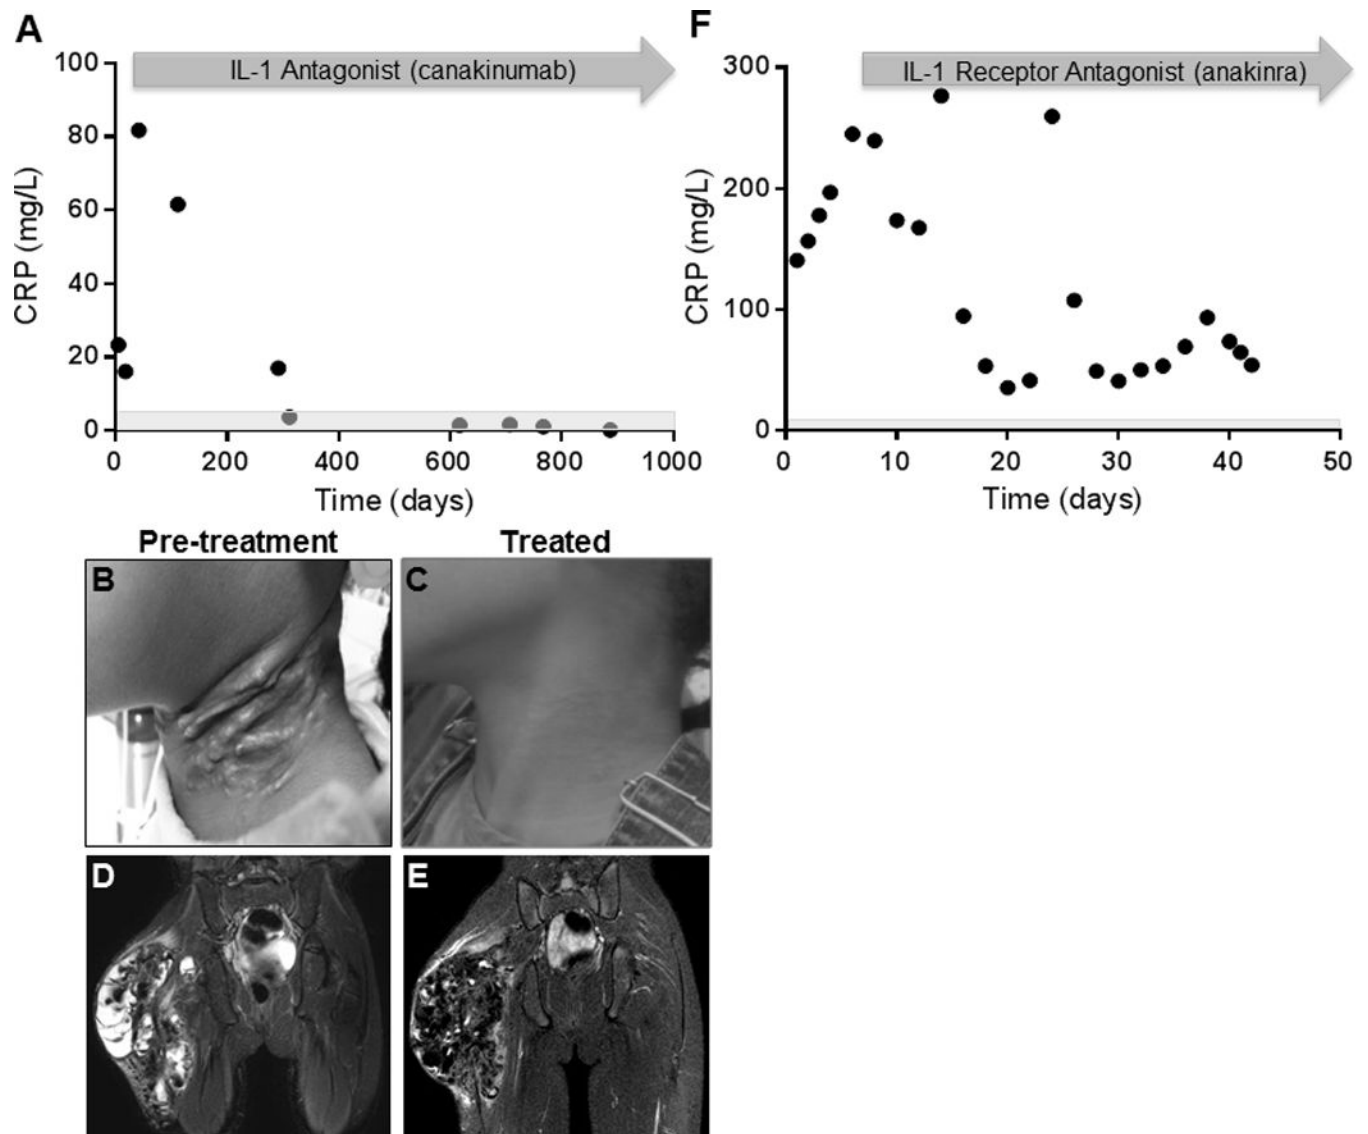 A
IL-1 Antagonist (canakinumab)
100
80
60
40
20
0
CRP (mg/L)
0 200 400 600 800 1000
Time (days)
F
IL-1 Receptor Antagonist (anakinra)
300
200
100
0
CRP (mg/L)
0 10 20 30 40 50
Time (days)
Pre-treatment Treated
B C
D E